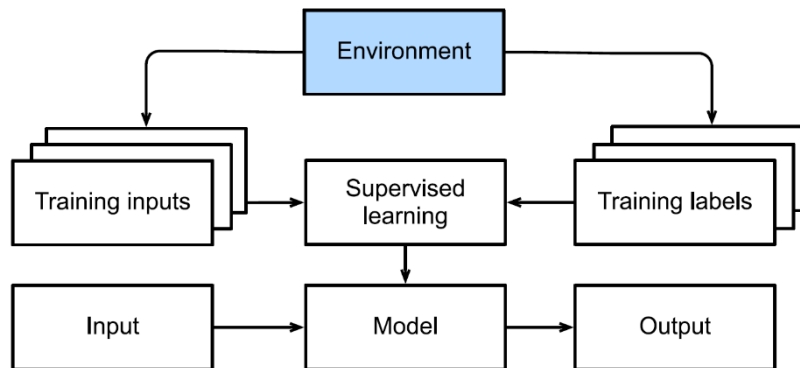 Environment
Training inputs
Supervised
learning
Training labels
Input
Model
Output